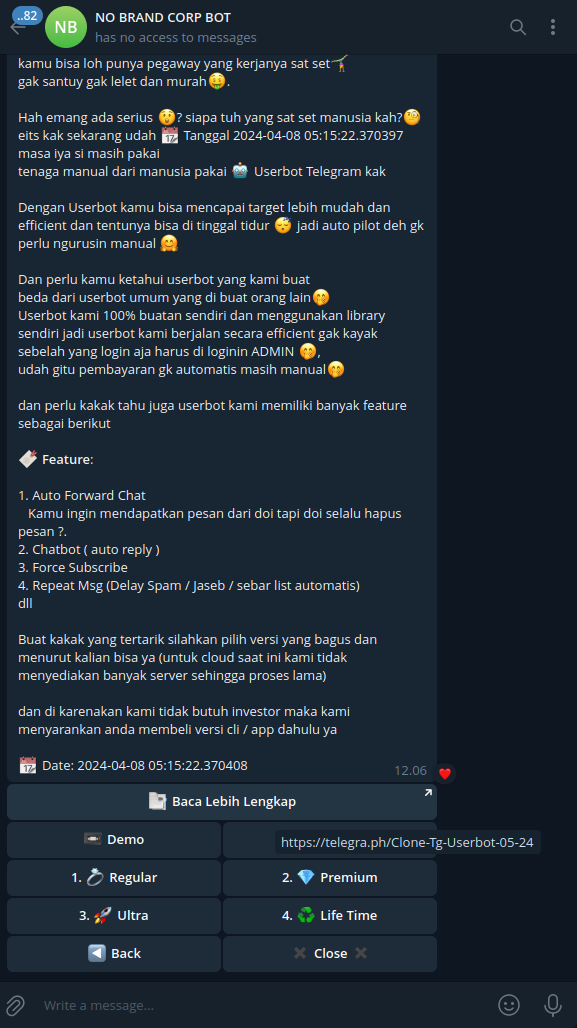 ..82
NB
NO BRAND CORP BOT
has no access to messages
kamu bisa loh punya pegaway yang kerjanya sat set
gak santuy gak lelet dan murah🤑.
Hah emang ada serius 😲? siapa tuh yang sat set manusia kah?🧐
eits kak sekarang udah 📆 Tanggal 2024-04-08 05:15:22.370397
masa iya si masih pakai
tenaga manual dari manusia pakai 🤖 Userbot Telegram kak
Dengan Userbot kamu bisa mencapai target lebih mudah dan
efficient dan tentunya bisa di tinggal tidur 😴 jadi auto pilot deh gk
perlu ngurusin manual 🤗
Dan perlu kamu ketahui userbot yang kami buat
beda dari userbot umum yang di buat orang lain🤭
Userbot kami 100% buatan sendiri dan menggunakan library
sendiri jadi userbot kami berjalan secara efficient gak kayak
sebelah yang login aja harus di loginin ADMIN 🤭,
udah gitu pembayaran gk automatis masih manual🤭
dan perlu kakak tahu juga userbot kami memiliki banyak feature
sebagai berikut
Feature:
1. Auto Forward Chat
Kamu ingin mendapatkan pesan dari doi tapi doi selalu hapus
pesan ?.
2. Chatbot ( auto reply )
3. Force Subscribe
4. Repeat Msg (Delay Spam / Jaseb / sebar list automatis)
dll
Buat kakak yang tertarik silahkan pilih versi yang bagus dan
menurut kalian bisa ya (untuk cloud saat ini kami tidak
menyediakan banyak server sehingga proses lama)
dan di karenakan kami tidak butuh investor maka kami
menyarankan anda membeli versi cli / app dahulu ya
📆 Date: 2024-04-08 05:15:22.370408
12.06 ❤️
Baca Lebih Lengkap
Demo
https://telegra.ph/Clone-Tg-Userbot-05-24
1. 💍 Regular
2. 💎 Premium
3. 🚀 Ultra
4. ♻️ Life Time
◀️ Back
✖️ Close ✖️
Write a message...